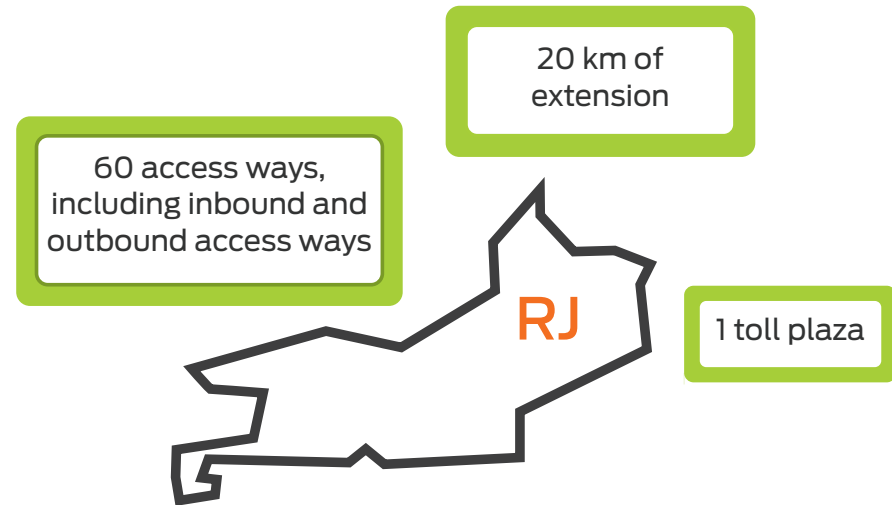 20 km of
extension
60 access ways,
including inbound and
outbound access ways
RJ
1 toll plaza